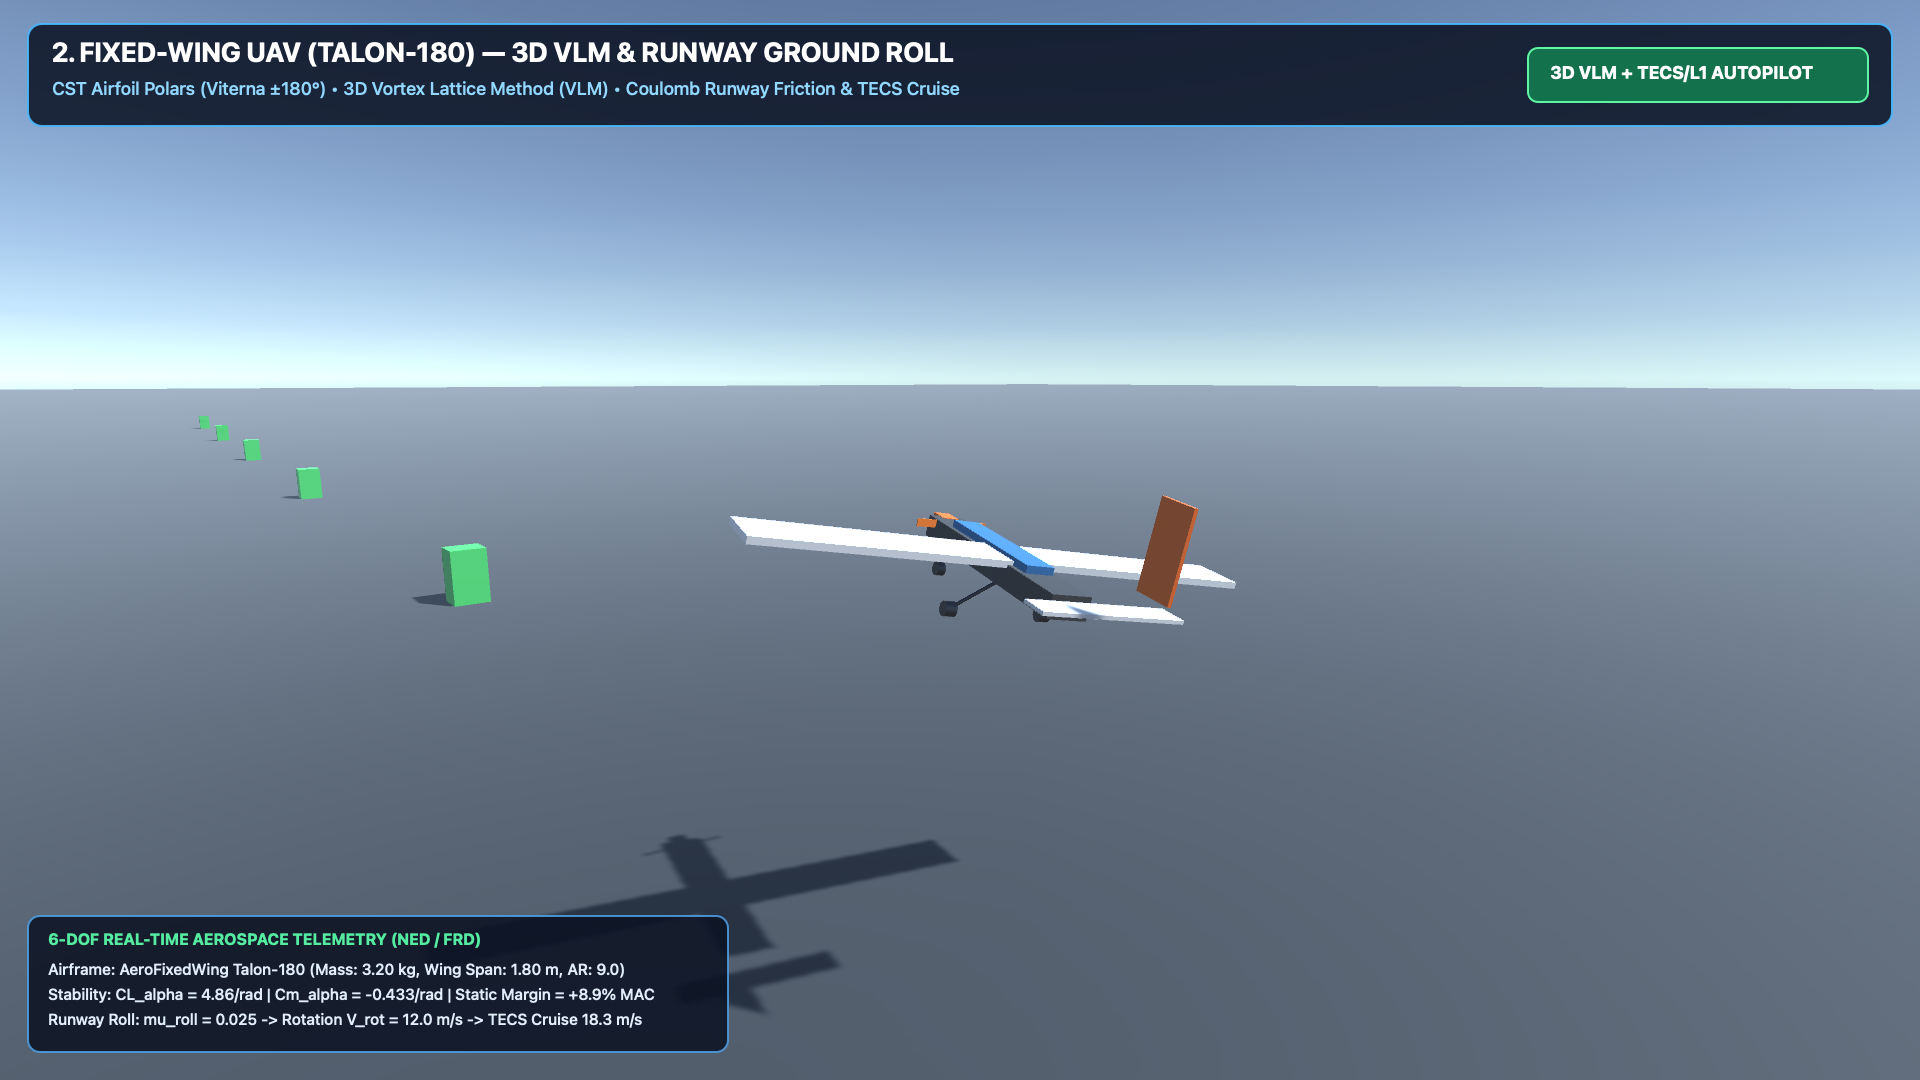 2. FIXED-WING UAV (TALON-180) — 3D VLM & RUNWAY GROUND ROLL
CST Airfoil Polars (Viterna ±180°) • 3D Vortex Lattice Method (VLM) • Coulomb Runway Friction & TECS Cruise
3D VLM + TECS/L1 AUTOPILOT
6-DOF REAL-TIME AEROSPACE TELEMETRY (NED / FRD)
Airframe: AeroFixedWing Talon-180 (Mass: 3.20 kg, Wing Span: 1.80 m, AR: 9.0)
Stability: CL_alpha = 4.86/rad | Cm_alpha = -0.433/rad | Static Margin = +8.9% MAC
Runway Roll: mu_roll = 0.025 -> Rotation V_rot = 12.0 m/s -> TECS Cruise 18.3 m/s